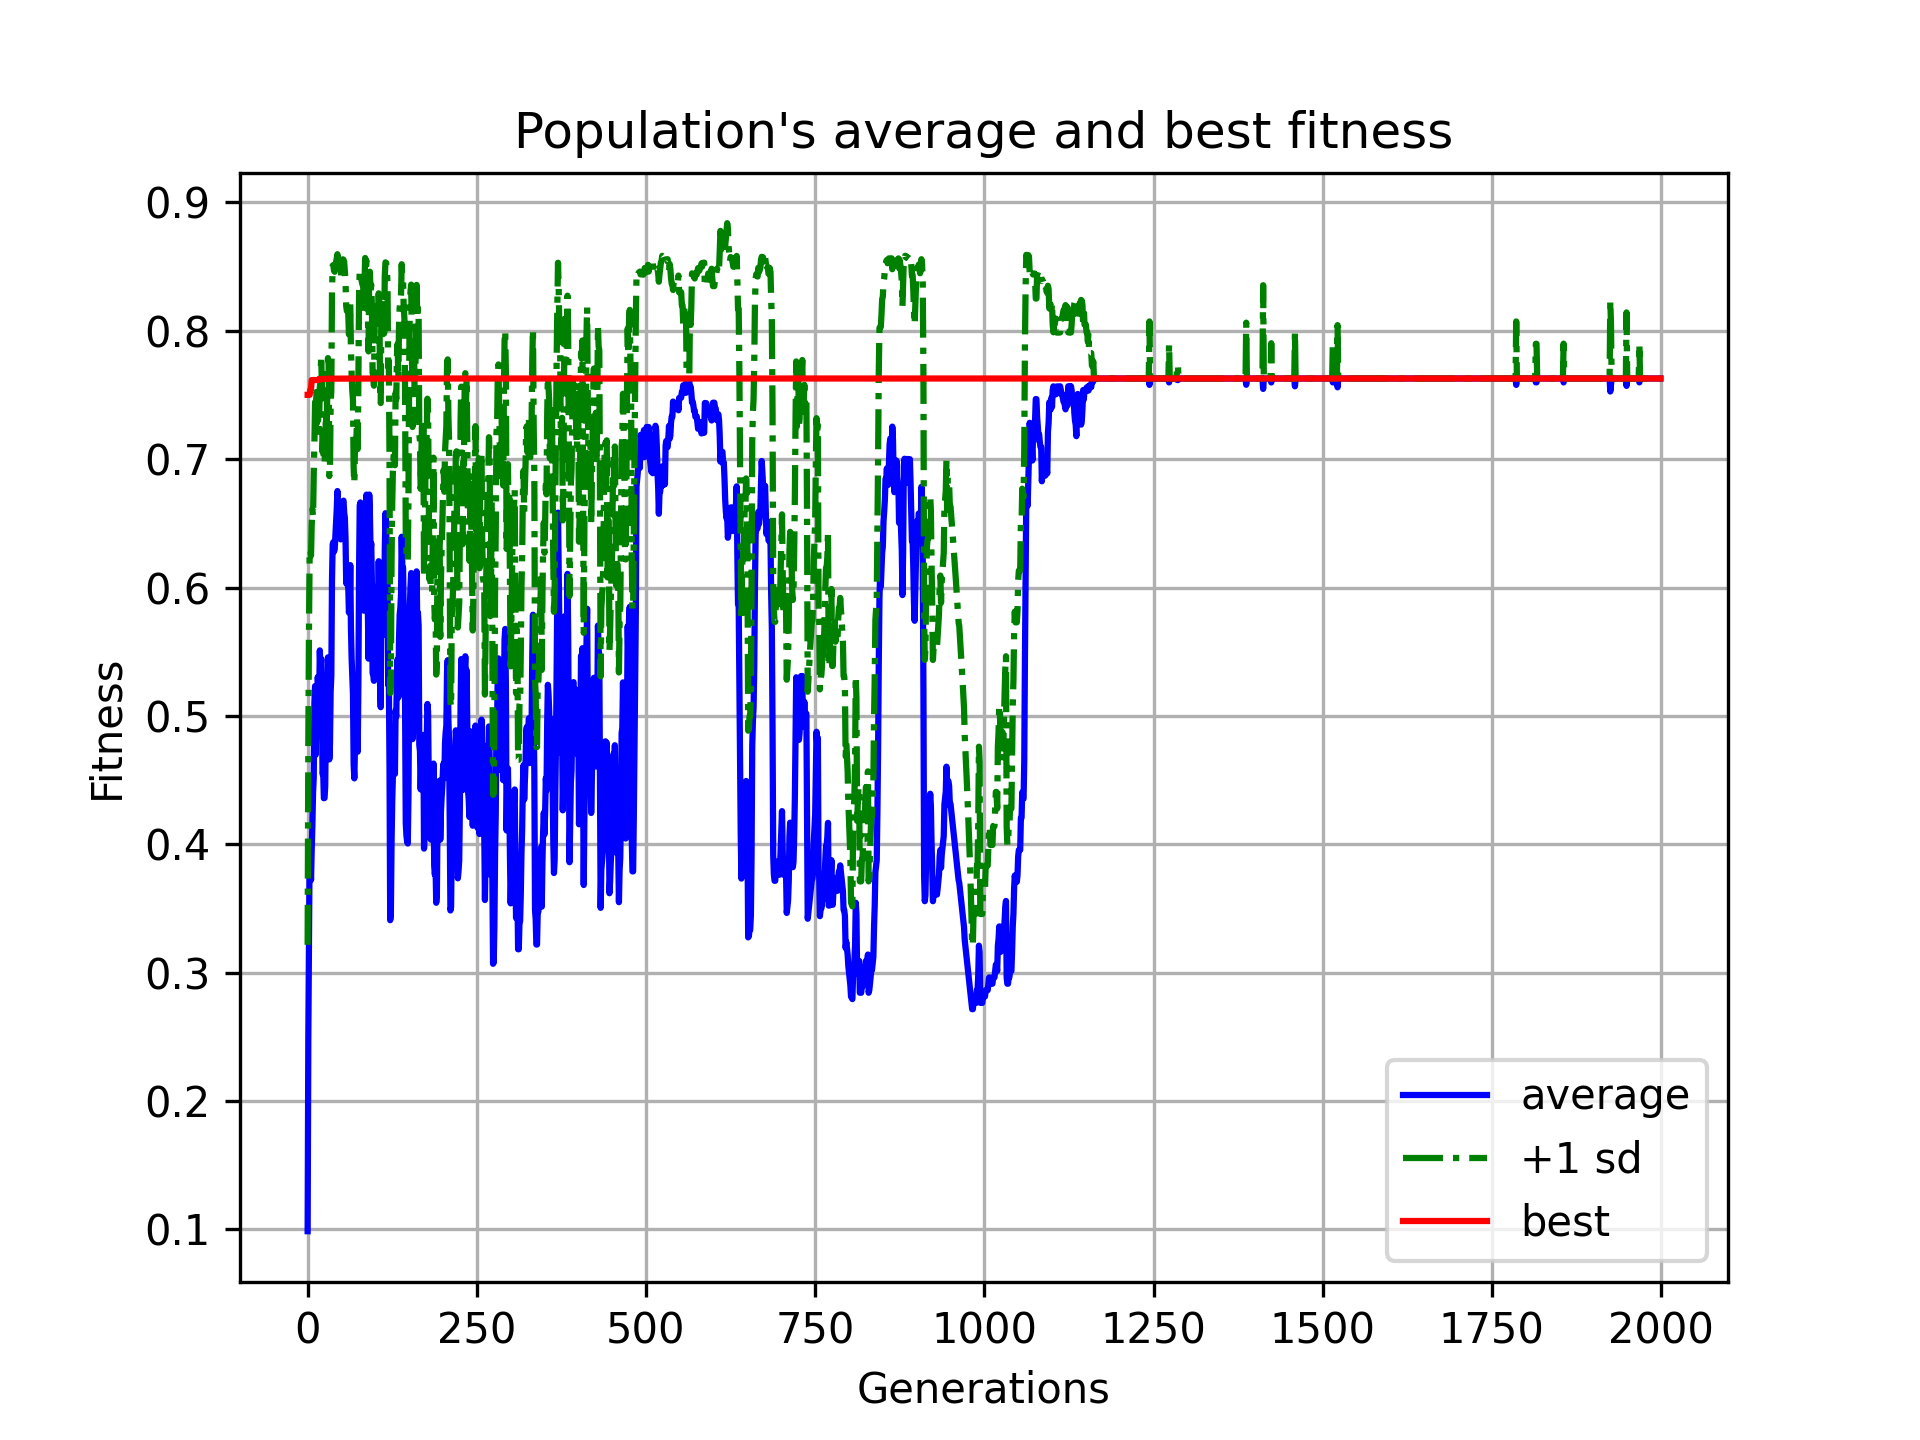 Population's average and best fitness
0.9
0.8
0.7
0.6
0.5
0.4
0.3
0.2
0.1
Fitness
average
+1 sd
best
0 250 500 750 1000 1250 1500 1750 2000
Generations